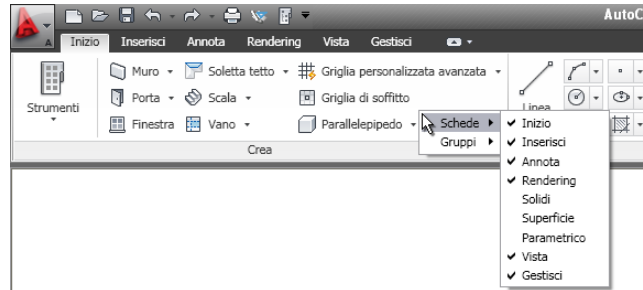 AutoC
A
Inizio Inserisci Annota Rendering Vista Gestisci
Muro Soletta tetto Griglia personalizzata avanzata
Strumenti Porta Scala Griglia di soffitto Linea
Finestra Vano Parallelepipedo
Crea
Schede
Gruppi
Inizio
Inserisci
Annota
Rendering
Solidi
Superficie
Parametrico
Vista
Gestisci